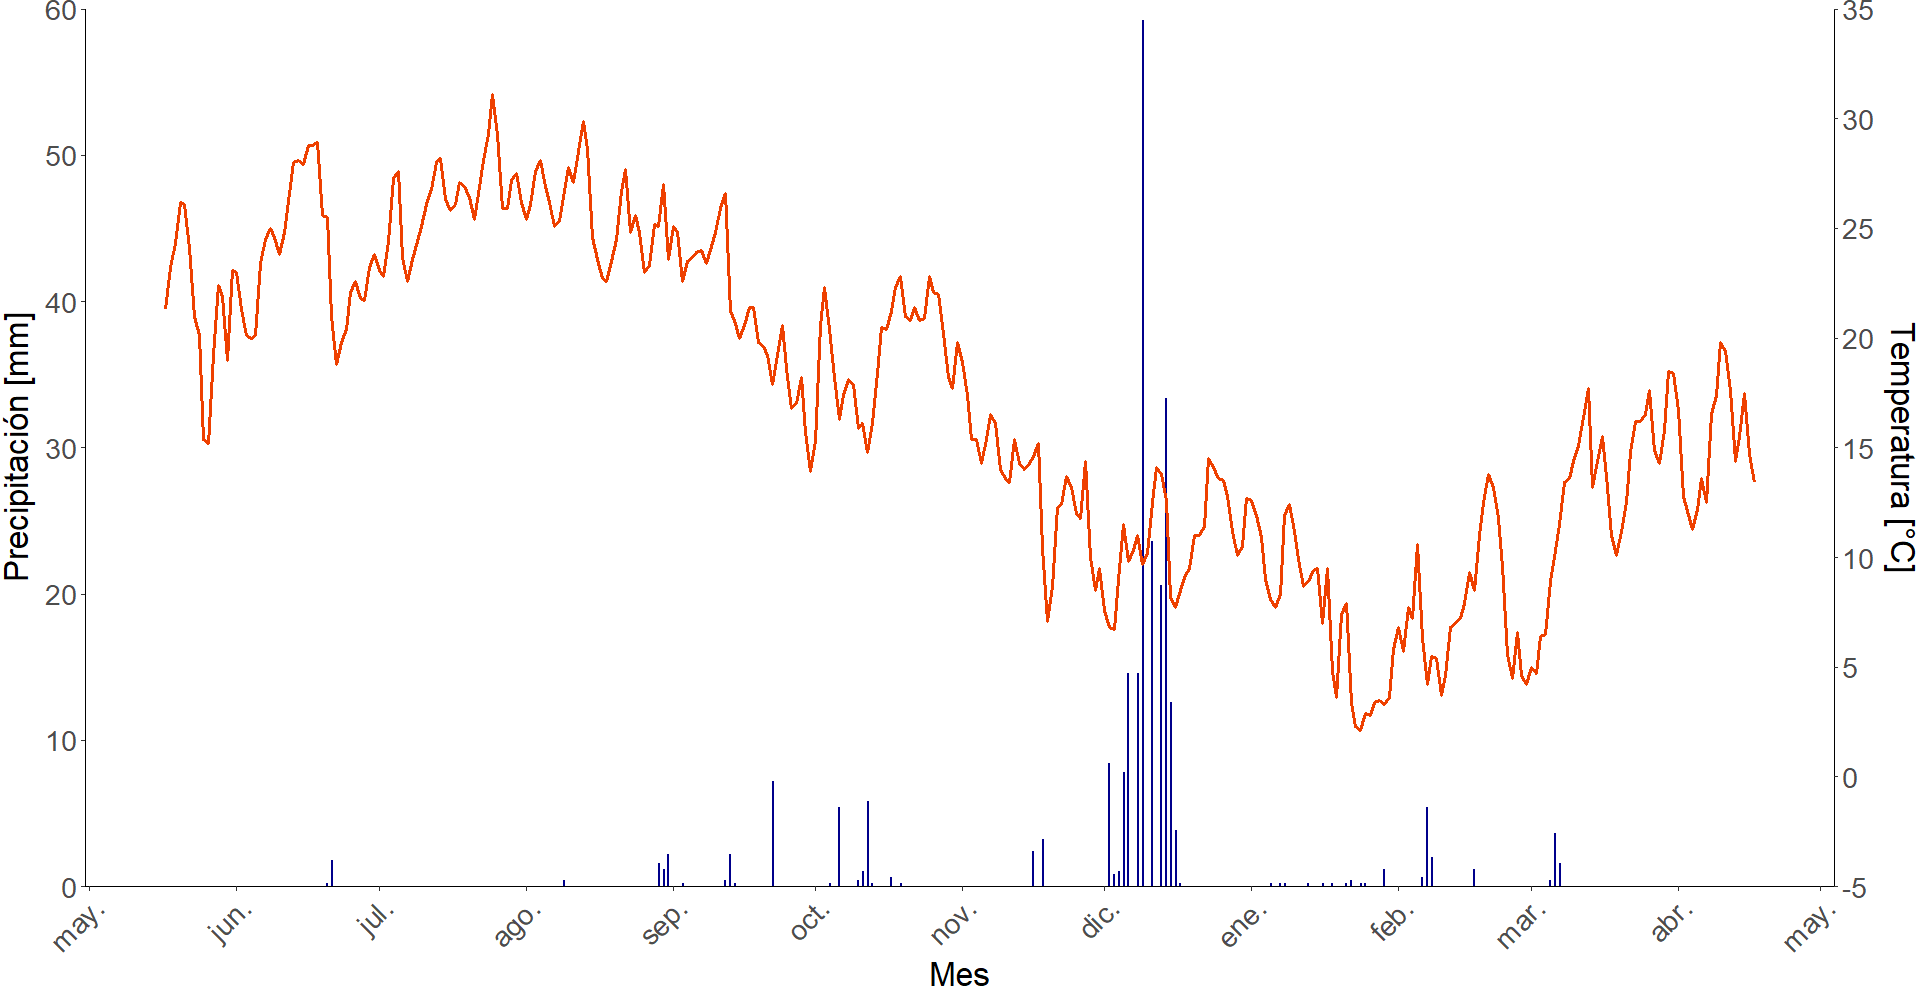 Precipitación [mm]
60
50
40
30
20
10
0
35
30
25
20
15
10
5
0
-5
Temperatura [°C]
may.
jun.
jul.
ago.
sep.
oct.
nov.
dic.
ene.
feb.
mar.
abr.
may.
Mes